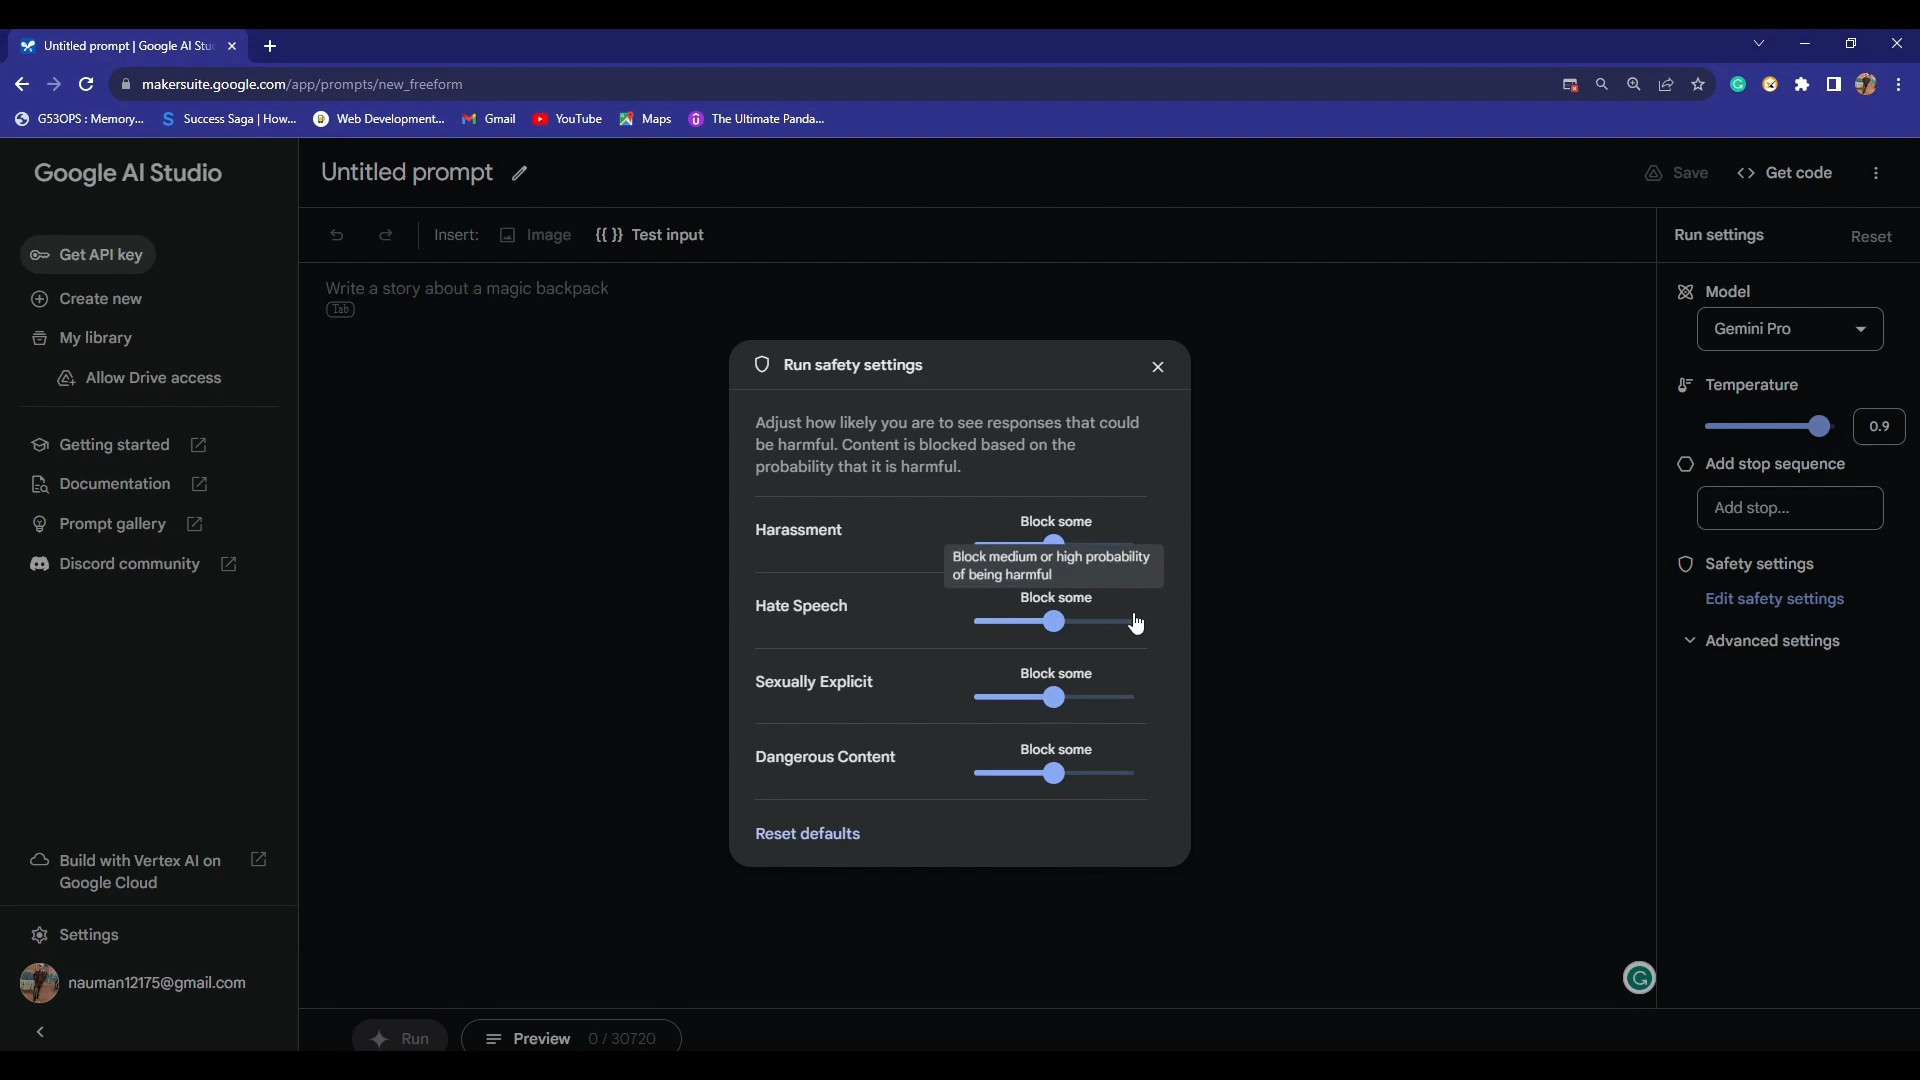 Untitled prompt | Google AI Stu
makersuite.google.com/app/prompts/new_freeform
G53OPS : Memory... Success Saga | How... Web Development... Gmail YouTube Maps The Ultimate Panda...
Google AI Studio
Untitled prompt
Save Get code
Get API key
Create new
My library
Allow Drive access
Getting started
Documentation
Prompt gallery
Discord community
Build with Vertex AI on
Google Cloud
Settings
nauman12175@gmail.com
Insert: Image {{ }} Test input
Write a story about a magic backpack
Tab
Run safety settings
Adjust how likely you are to see responses that could
be harmful. Content is blocked based on the
probability that it is harmful.
Harassment Block some
Block medium or high probability
of being harmful
Hate Speech Block some
Sexually Explicit Block some
Dangerous Content Block some
Reset defaults
Run settings Reset
Model
Gemini Pro
Temperature
0.9
Add stop sequence
Add stop...
Safety settings
Edit safety settings
Advanced settings
Run Preview 0 / 30720